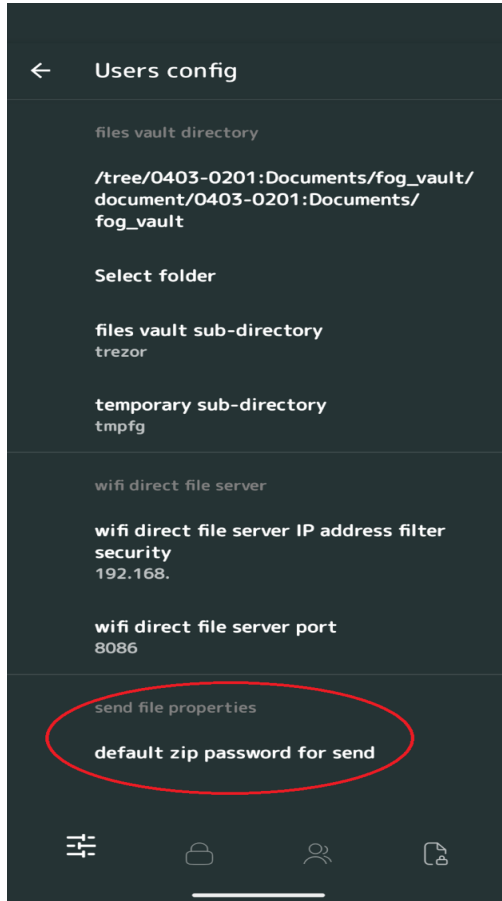 Users config
files vault directory
/tree/0403-0201:Documents/fog_vault/
document/0403-0201:Documents/
fog_vault
Select folder
files vault sub-directory
trezor
temporary sub-directory
tmpfg
wifi direct file server
wifi direct file server IP address filter
security
192.168.
wifi direct file server port
8086
send file properties
default zip password for send